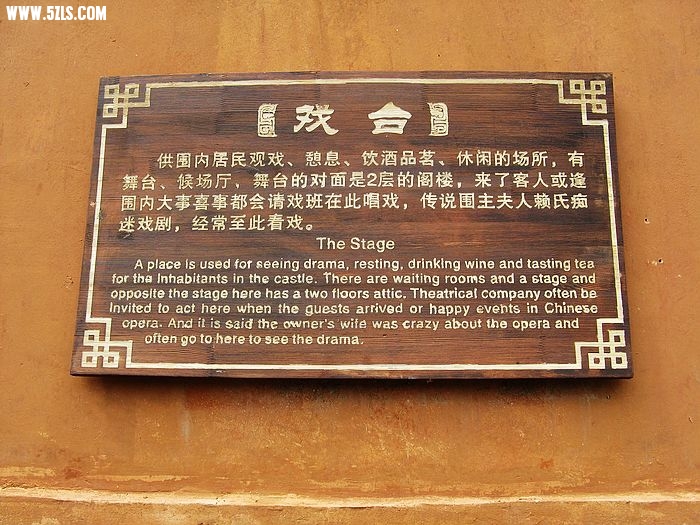 WWW.5ZLS.COM
戏台
供围内居民观戏、憩息、饮酒品茗、休闲的场所，有
舞台、候场厅，舞台的对面是2层的阁楼，来了客人或逢
围内大事喜事都会请戏班在此唱戏，传说围主夫人赖氏痴
迷戏剧，经常至此看戏。
The Stage
A place is used for seeing drama, resting, drinking wine and tasting tea
for the inhabitants in the castle. There are waiting rooms and a stage and
opposite the stage here has a two floors attic. Theatrical company often be
invited to act here when the guests arrived or happy events in Chinese
opera. And it is said the owner's wife was crazy about the opera and
often go to here to see the drama.